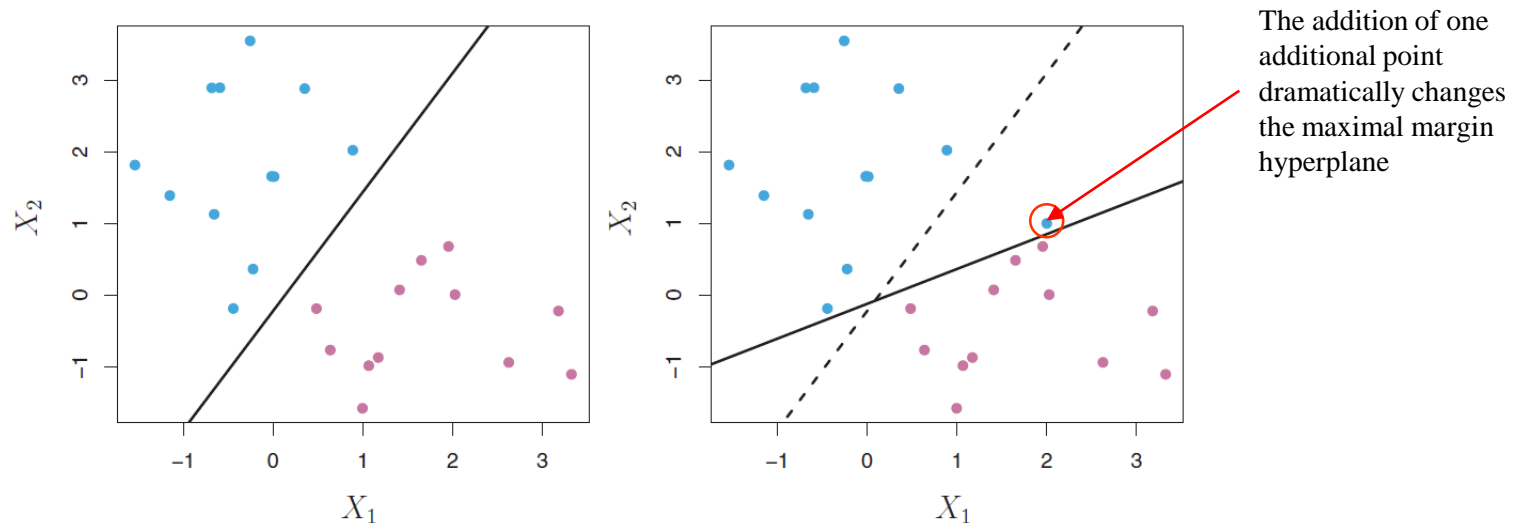 3
2
1
0
−1
X2
−1 0 1 2 3
X1
3
2
1
0
−1
X2
−1 0 1 2 3
X1
The addition of one
additional point
dramatically changes
the maximal margin
hyperplane